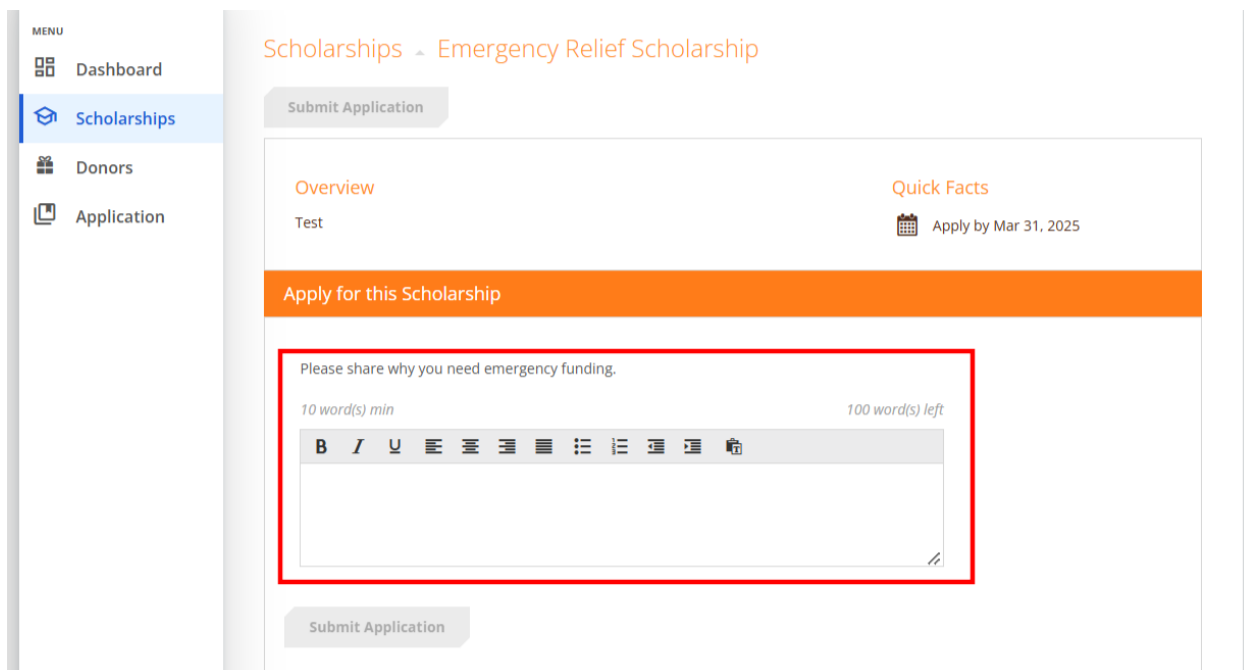 MENU
Dashboard
Scholarships
Donors
Application
Scholarships Emergency Relief Scholarship
Submit Application
Overview
Test
Quick Facts
Apply by Mar 31, 2025
Apply for this Scholarship
Please share why you need emergency funding.
10 word(s) min 100 word(s) left
B I U
Submit Application